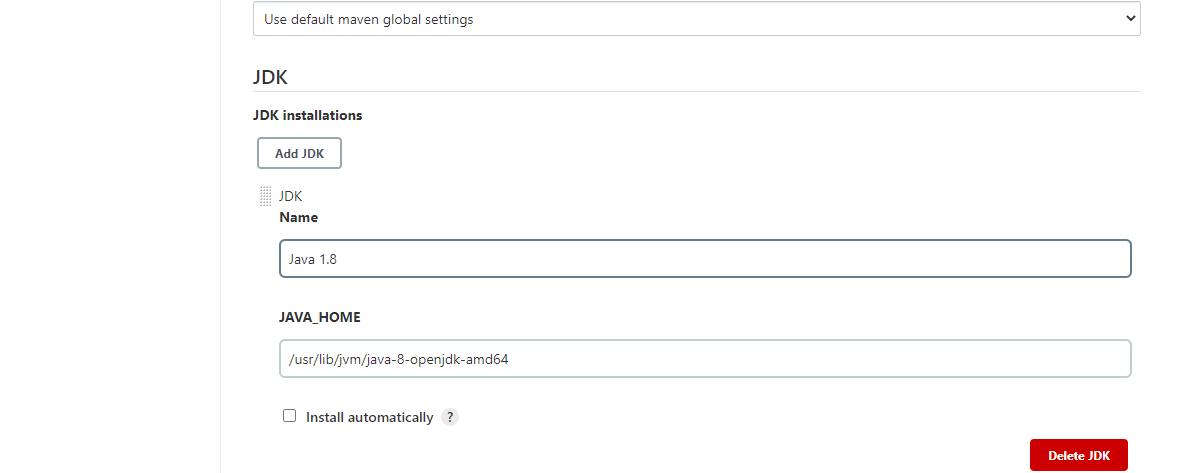 Use default maven global settings
JDK
JDK installations
Add JDK
JDK
Name
Java 1.8
JAVA_HOME
/usr/lib/jvm/java-8-openjdk-amd64
Install automatically ?
Delete JDK